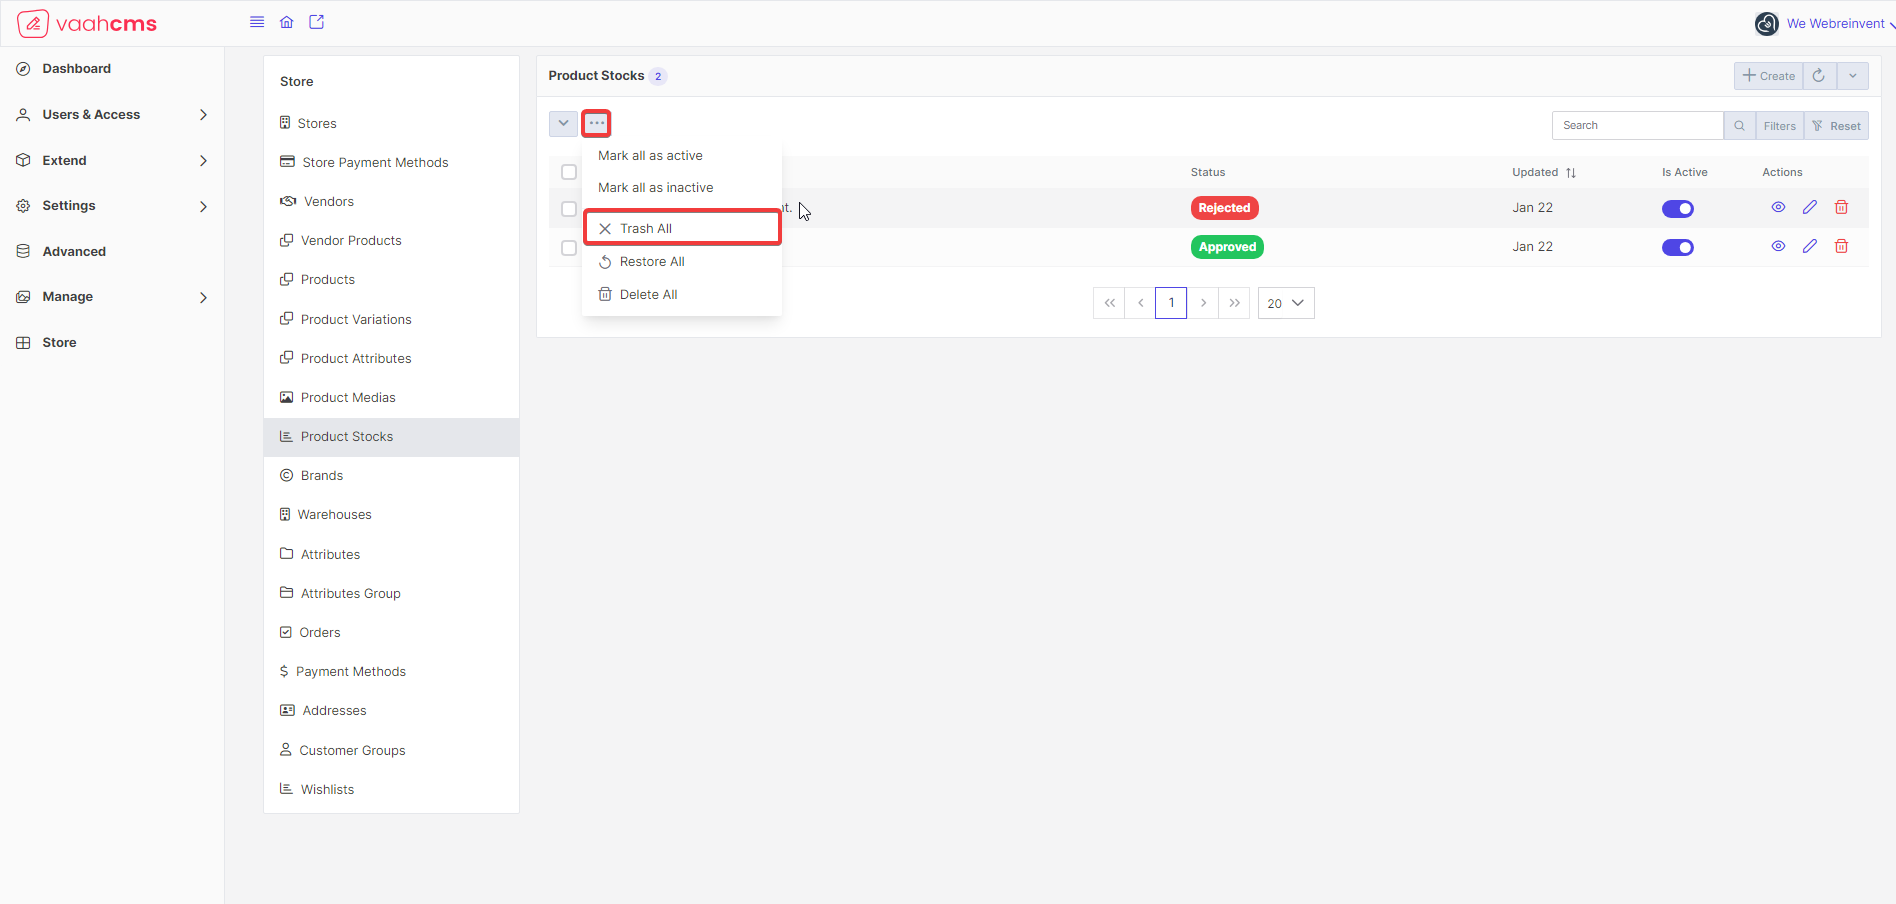 vaahcms
We Webreinvent
Dashboard
Users & Access
Extend
Settings
Advanced
Manage
Store
Store
Stores
Store Payment Methods
Vendors
Vendor Products
Products
Product Variations
Product Attributes
Product Medias
Product Stocks
Brands
Warehouses
Attributes
Attributes Group
Orders
$ Payment Methods
Addresses
Customer Groups
Wishlists
Product Stocks 2
Create
Search
Filters
Reset
Mark all as active
Mark all as inactive
Trash All
Restore All
Delete All
Status Updated Is Active Actions
Rejected Jan 22
Approved Jan 22
1
20